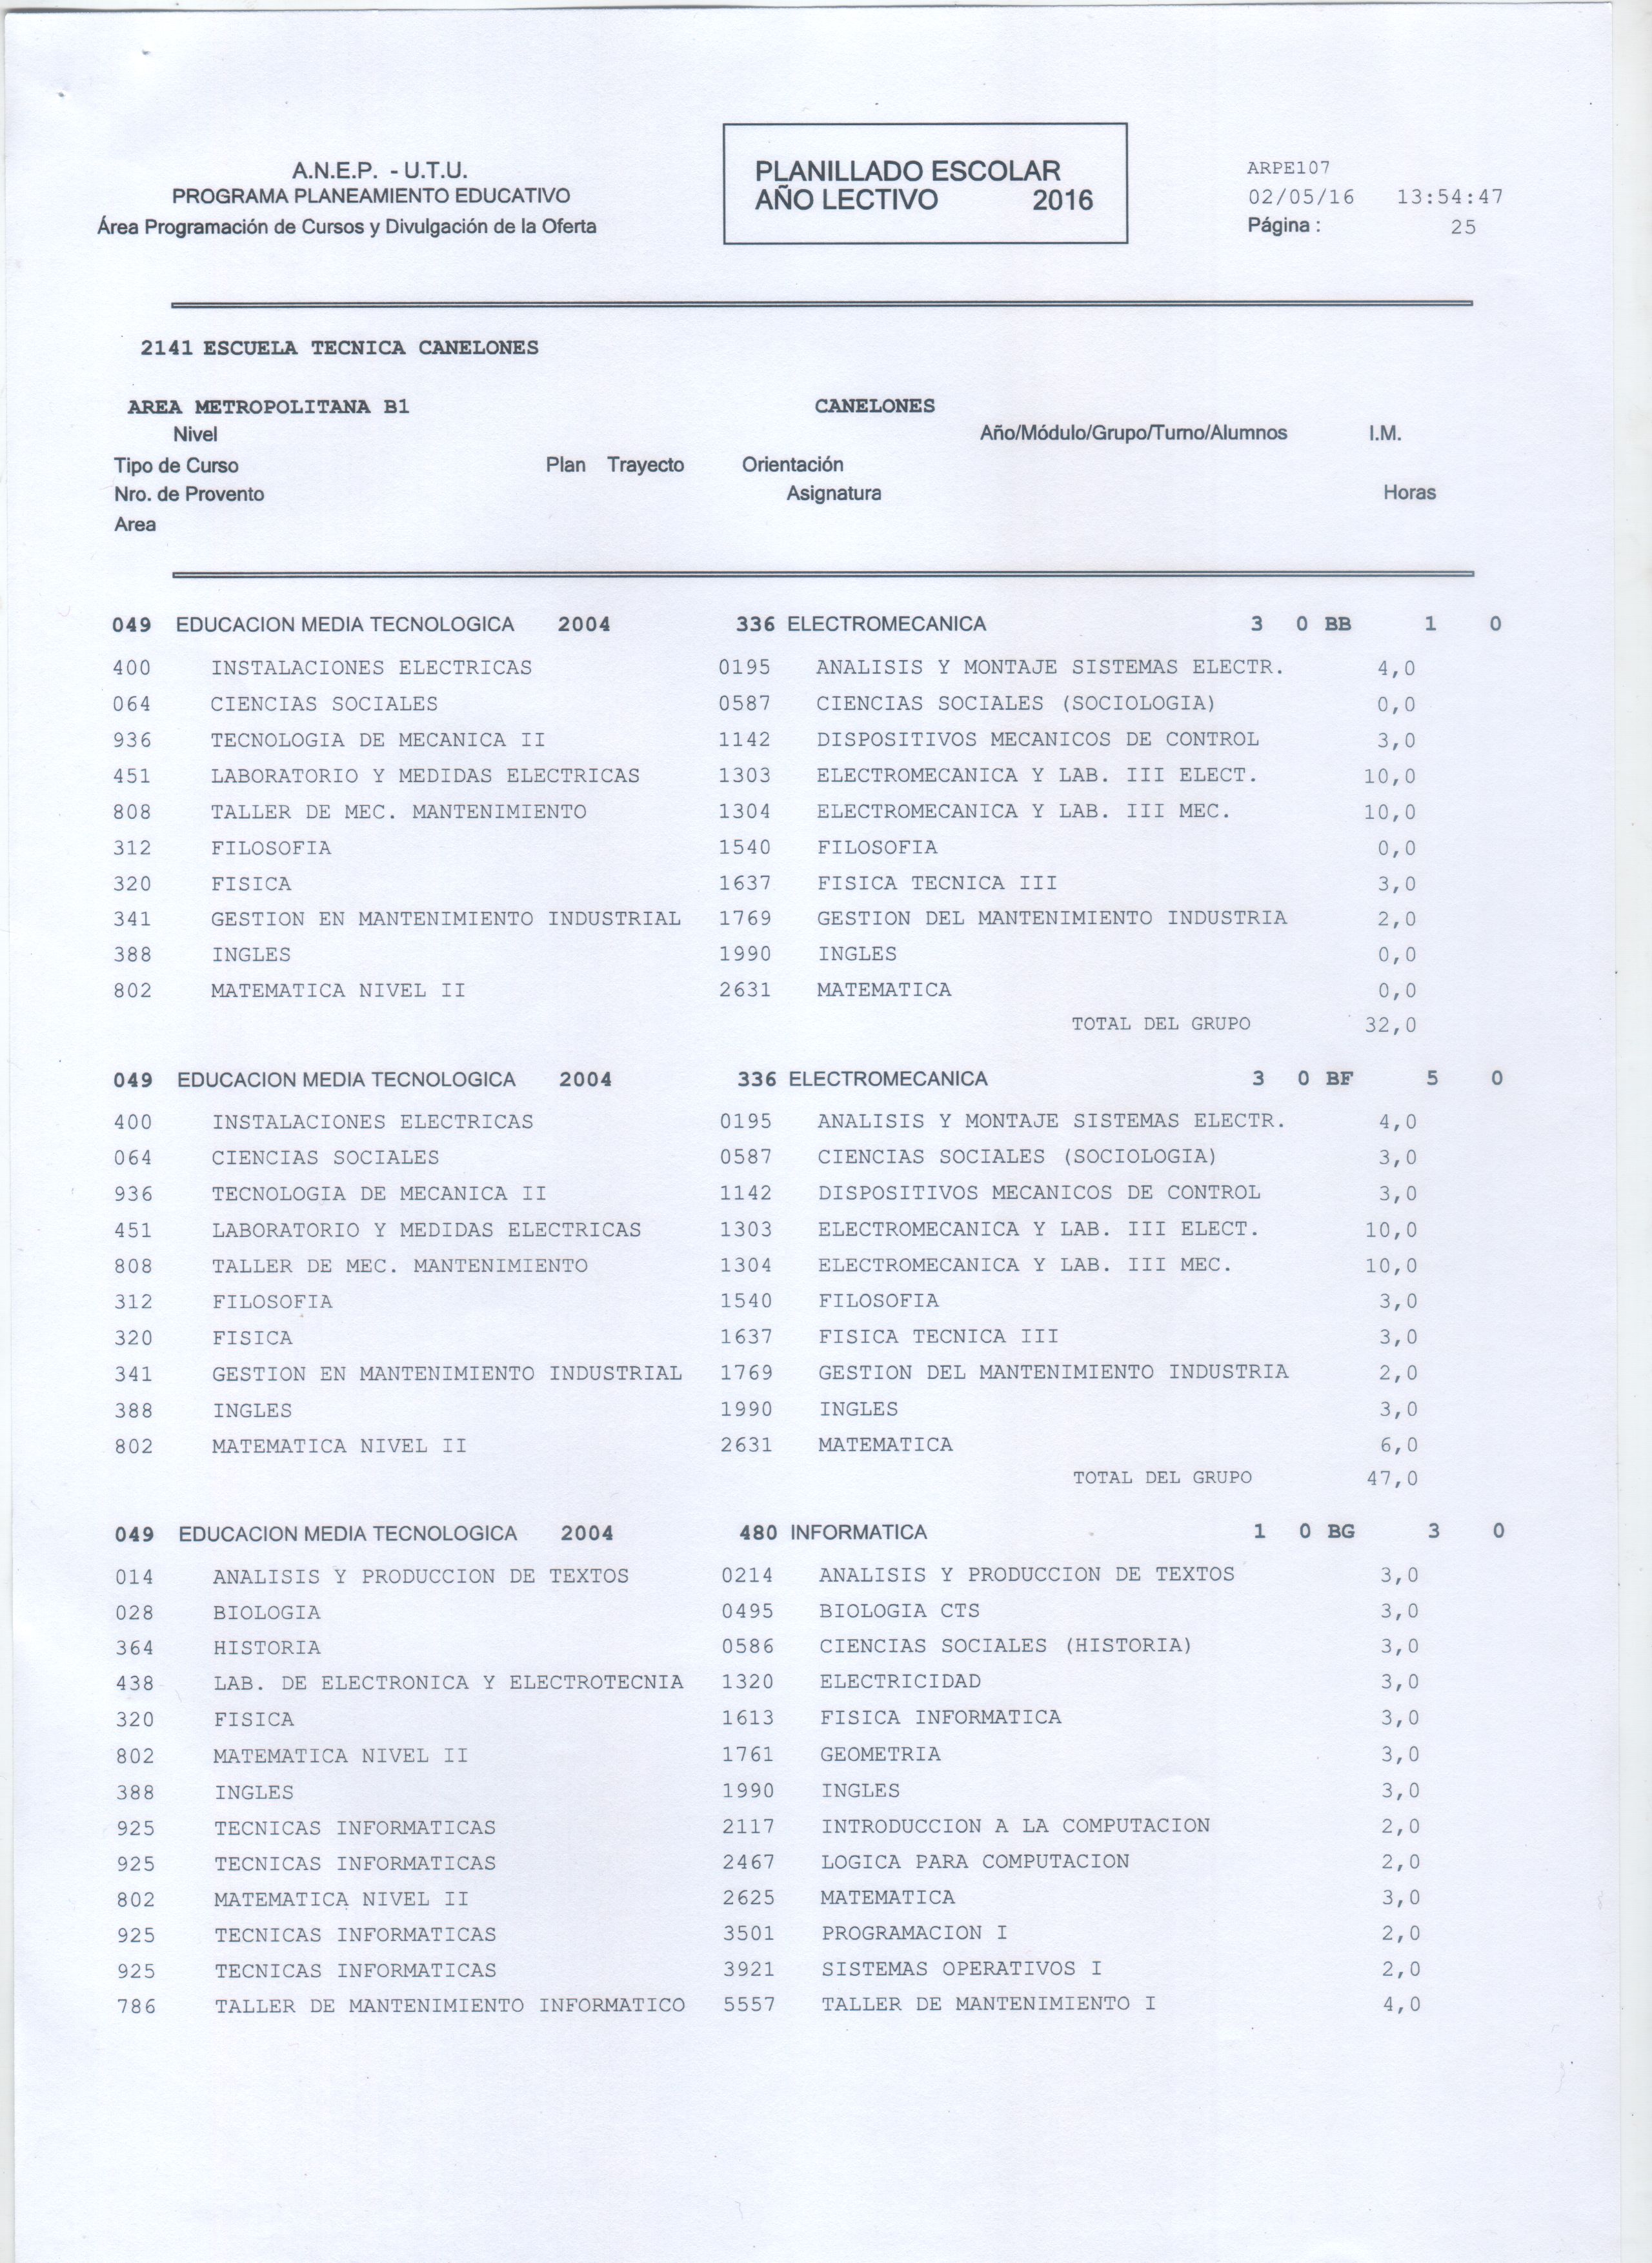 A.N.E.P. - U.T.U.
PROGRAMA PLANEAMIENTO EDUCATIVO
Área Programación de Cursos y Divulgación de la Oferta
PLANILLADO ESCOLAR
AÑO LECTIVO 2016
ARPE107
02/05/16 13:54:47
Página : 25
2141 ESCUELA TECNICA CANELONES
AREA METROPOLITANA B1 CANELONES
Nivel Año/Módulo/Grupo/Turno/Alumnos I.M.
Tipo de Curso Plan Trayecto Orientación
Nro. de Provento Asignatura Horas
Area
049 EDUCACION MEDIA TECNOLOGICA 2004 336 ELECTROMECANICA 3 0 BB 1 0
400 INSTALACIONES ELECTRICAS 0195 ANALISIS Y MONTAJE SISTEMAS ELECTR. 4,0
064 CIENCIAS SOCIALES 0587 CIENCIAS SOCIALES (SOCIOLOGIA) 0,0
936 TECNOLOGIA DE MECANICA II 1142 DISPOSITIVOS MECANICOS DE CONTROL 3,0
451 LABORATORIO Y MEDIDAS ELECTRICAS 1303 ELECTROMECANICA Y LAB. III ELECT. 10,0
808 TALLER DE MEC. MANTENIMIENTO 1304 ELECTROMECANICA Y LAB. III MEC. 10,0
312 FILOSOFIA 1540 FILOSOFIA 0,0
320 FISICA 1637 FISICA TECNICA III 3,0
341 GESTION EN MANTENIMIENTO INDUSTRIAL 1769 GESTION DEL MANTENIMIENTO INDUSTRIA 2,0
388 INGLES 1990 INGLES 0,0
802 MATEMATICA NIVEL II 2631 MATEMATICA 0,0
TOTAL DEL GRUPO 32,0
049 EDUCACION MEDIA TECNOLOGICA 2004 336 ELECTROMECANICA 3 0 BF 5 0
400 INSTALACIONES ELECTRICAS 0195 ANALISIS Y MONTAJE SISTEMAS ELECTR. 4,0
064 CIENCIAS SOCIALES 0587 CIENCIAS SOCIALES (SOCIOLOGIA) 3,0
936 TECNOLOGIA DE MECANICA II 1142 DISPOSITIVOS MECANICOS DE CONTROL 3,0
451 LABORATORIO Y MEDIDAS ELECTRICAS 1303 ELECTROMECANICA Y LAB. III ELECT. 10,0
808 TALLER DE MEC. MANTENIMIENTO 1304 ELECTROMECANICA Y LAB. III MEC. 10,0
312 FILOSOFIA 1540 FILOSOFIA 3,0
320 FISICA 1637 FISICA TECNICA III 3,0
341 GESTION EN MANTENIMIENTO INDUSTRIAL 1769 GESTION DEL MANTENIMIENTO INDUSTRIA 2,0
388 INGLES 1990 INGLES 3,0
802 MATEMATICA NIVEL II 2631 MATEMATICA 6,0
TOTAL DEL GRUPO 47,0
049 EDUCACION MEDIA TECNOLOGICA 2004 480 INFORMATICA 1 0 BG 3 0
014 ANALISIS Y PRODUCCION DE TEXTOS 0214 ANALISIS Y PRODUCCION DE TEXTOS 3,0
028 BIOLOGIA 0495 BIOLOGIA CTS 3,0
364 HISTORIA 0586 CIENCIAS SOCIALES (HISTORIA) 3,0
438 LAB. DE ELECTRONICA Y ELECTROTECNIA 1320 ELECTRICIDAD 3,0
320 FISICA 1613 FISICA INFORMATICA 3,0
802 MATEMATICA NIVEL II 1761 GEOMETRIA 3,0
388 INGLES 1990 INGLES 3,0
925 TECNICAS INFORMATICAS 2117 INTRODUCCION A LA COMPUTACION 2,0
925 TECNICAS INFORMATICAS 2467 LOGICA PARA COMPUTACION 2,0
802 MATEMATICA NIVEL II 2625 MATEMATICA 3,0
925 TECNICAS INFORMATICAS 3501 PROGRAMACION I 2,0
925 TECNICAS INFORMATICAS 3921 SISTEMAS OPERATIVOS I 2,0
786 TALLER DE MANTENIMIENTO INFORMATICO 5557 TALLER DE MANTENIMIENTO I 4,0